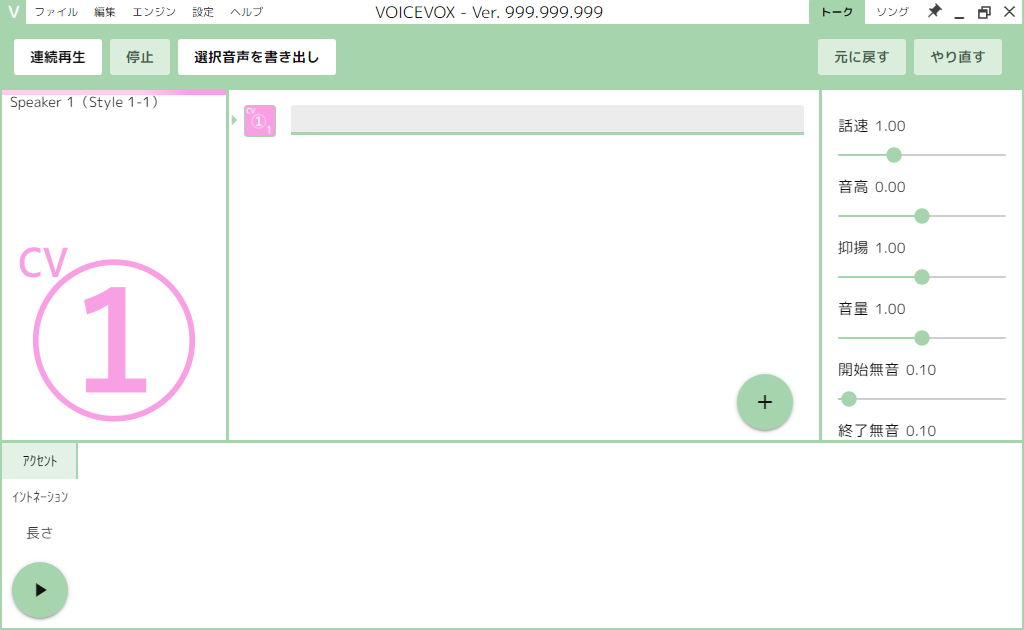 V ファイル 編集 エンジン 設定 ヘルプ VOICEVOX - Ver. 999.999.999 トーク ソング
連続再生 停止 選択音声を書き出し 元に戻す やり直す
Speaker 1（Style 1-1）
CV
1
CV
1
1
+
話速 1.00
音高 0.00
抑揚 1.00
音量 1.00
開始無音 0.10
終了無音 0.10
アクセント
イントネーション
長さ